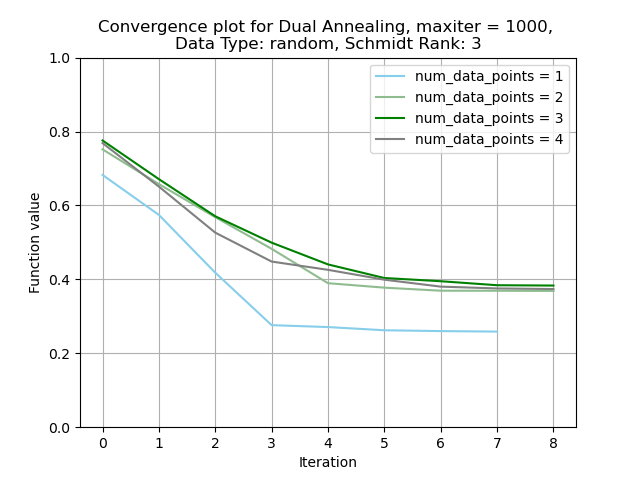 Convergence plot for Dual Annealing, maxiter = 1000,
Data Type: random, Schmidt Rank: 3
num_data_points = 1
num_data_points = 2
num_data_points = 3
num_data_points = 4
1.0
0.8
0.6
0.4
0.2
0.0
Function value
0 1 2 3 4 5 6 7 8
Iteration